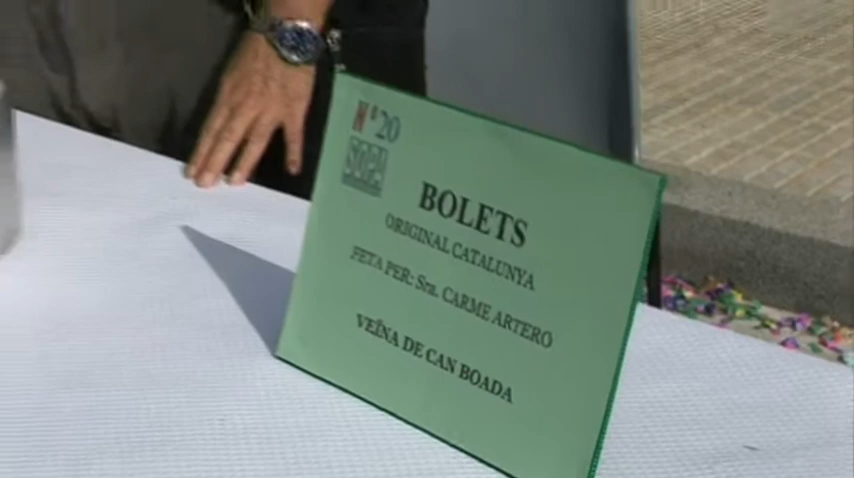 Nº20
SOPA
BOLETS
ORIGINAL CATALUNYA
FETA PER: Sra. CARME ARTERO
VEÏNA DE CAN BOADA